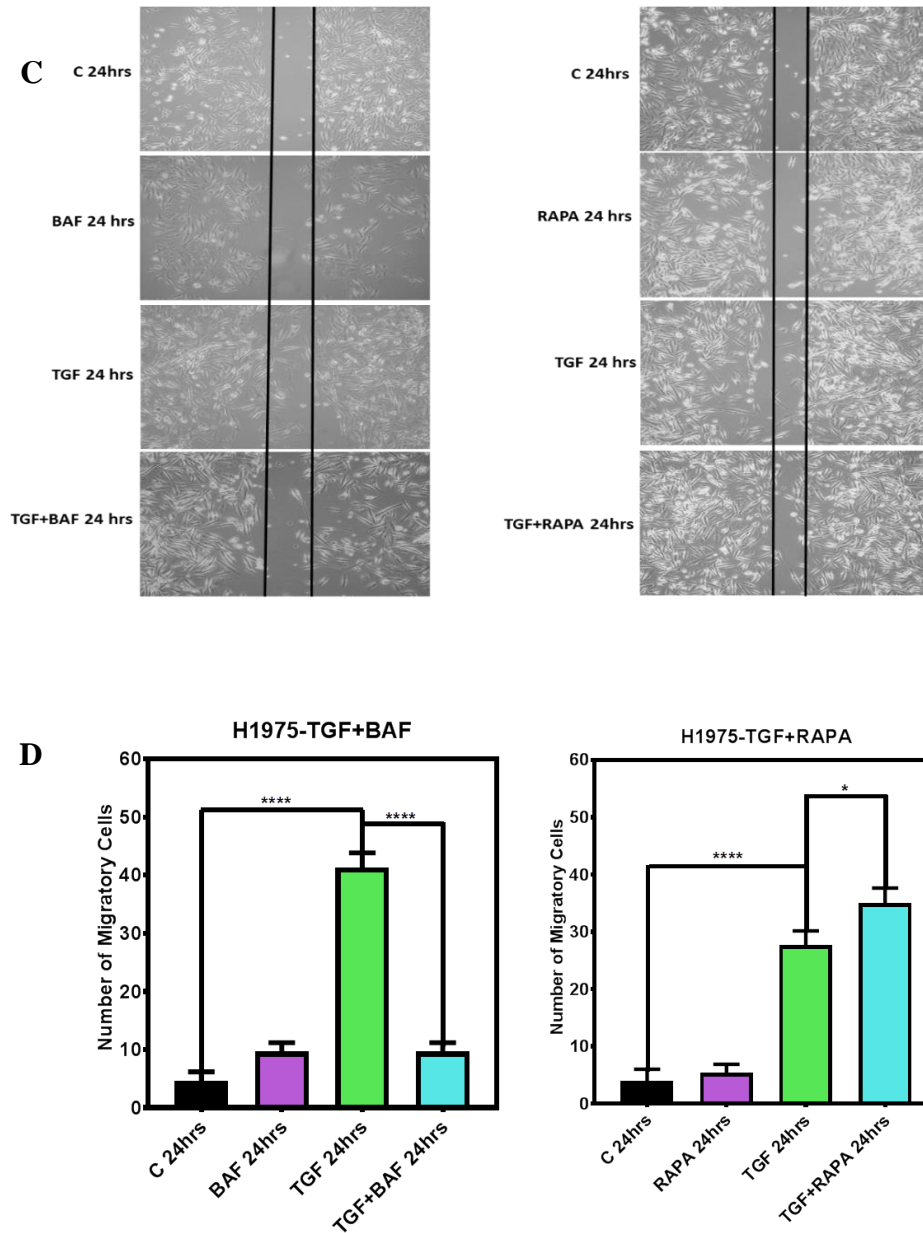 C
C 24hrs
BAF 24 hrs
TGF 24 hrs
TGF+BAF 24 hrs
C 24hrs
RAPA 24 hrs
TGF 24 hrs
TGF+RAPA 24hrs
D
H1975-TGF+BAF
Number of Migratory Cells
60
50
40
30
20
10
0
****
****
C 24hrs
BAF 24hrs
TGF 24hrs
TGF+BAF 24hrs
H1975-TGF+RAPA
Number of Migratory Cells
60
50
40
30
20
10
0
****
*
C 24hrs
RAPA 24hrs
TGF 24hrs
TGF+RAPA 24hrs